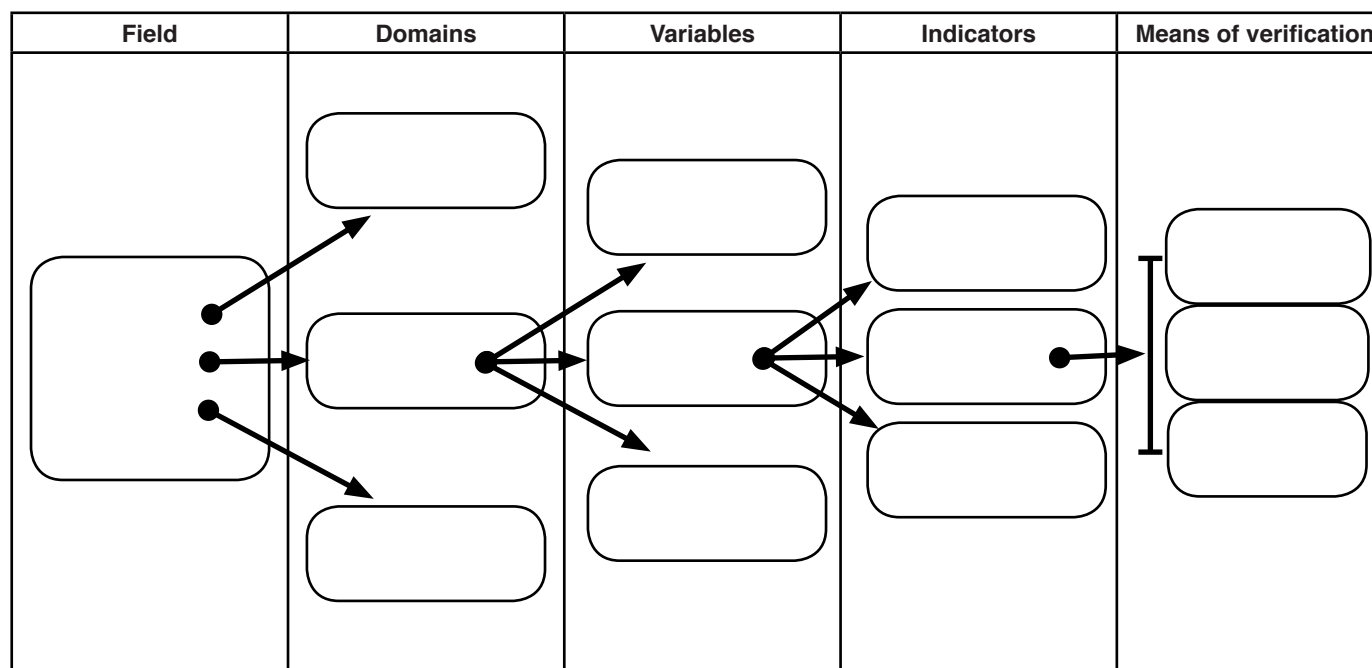 Field
Domains
Variables
Indicators
Means of verification